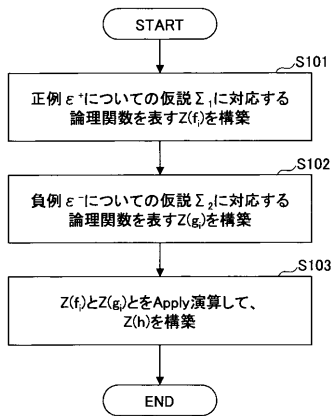 START
S101
正例ε⁺についての仮説Σ₁に対応する
論理関数を表すZ(fᵢ)を構築
S102
負例ε⁻についての仮説Σ₂に対応する
論理関数を表すZ(gᵢ)を構築
S103
Z(fᵢ)とZ(gᵢ)とをApply演算して、
Z(h)を構築
END